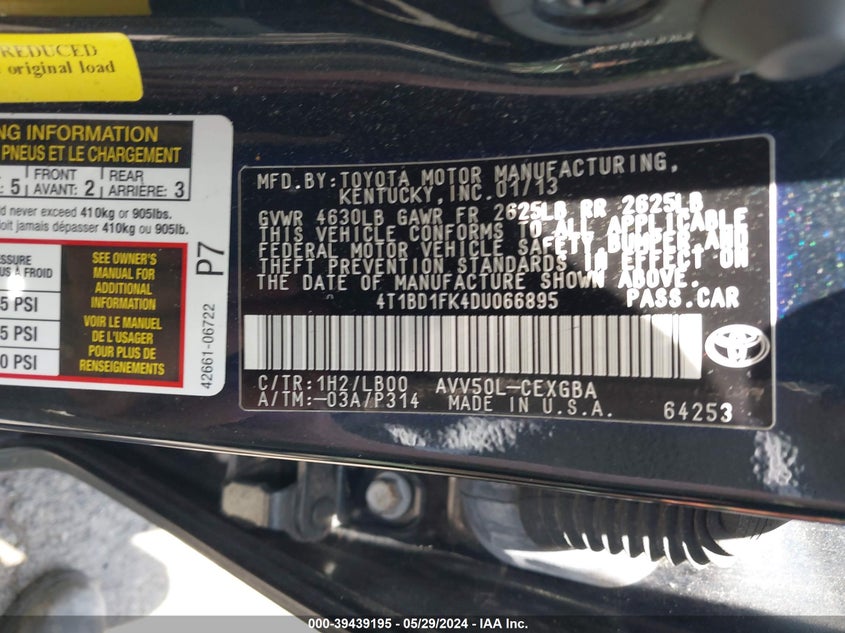 REDUCED
original load
NG INFORMATION
PNEUS ET LE CHARGEMENT
5 FRONT AVANT: 2 REAR ARRIÈRE: 3
never exceed 410kg or 905lbs.
doit jamais dépasser 410kg ou 905lb.
À FROID
5 PSI
5 PSI
0 PSI
SEE OWNER'S
MANUAL FOR
ADDITIONAL
INFORMATION
VOIR LE MANUEL
DE L'USAGER
POUR PLUS DE
RENSEIGNEMENTS
P7
42661-06722
MFD.BY:TOYOTA MOTOR MANUFACTURING,
KENTUCKY,INC.01/13
GVWR 4630LB GAWR FR 2625LB RR 2625LB
THIS VEHICLE CONFORMS TO ALL APPLICABLE
FEDERAL MOTOR VEHICLE SAFETY,BUMPER,AND
THEFT PREVENTION STANDARDS IN EFFECT ON
THE DATE OF MANUFACTURE SHOWN ABOVE.
4T1BD1FK4DU066895 PASS.CAR
C/TR:1H2/LB00 AVV50L-CEXGBA
A/TM:-03A/P314 MADE IN U.S.A. 64253
000-39439195 - 05/29/2024 - IAA Inc.